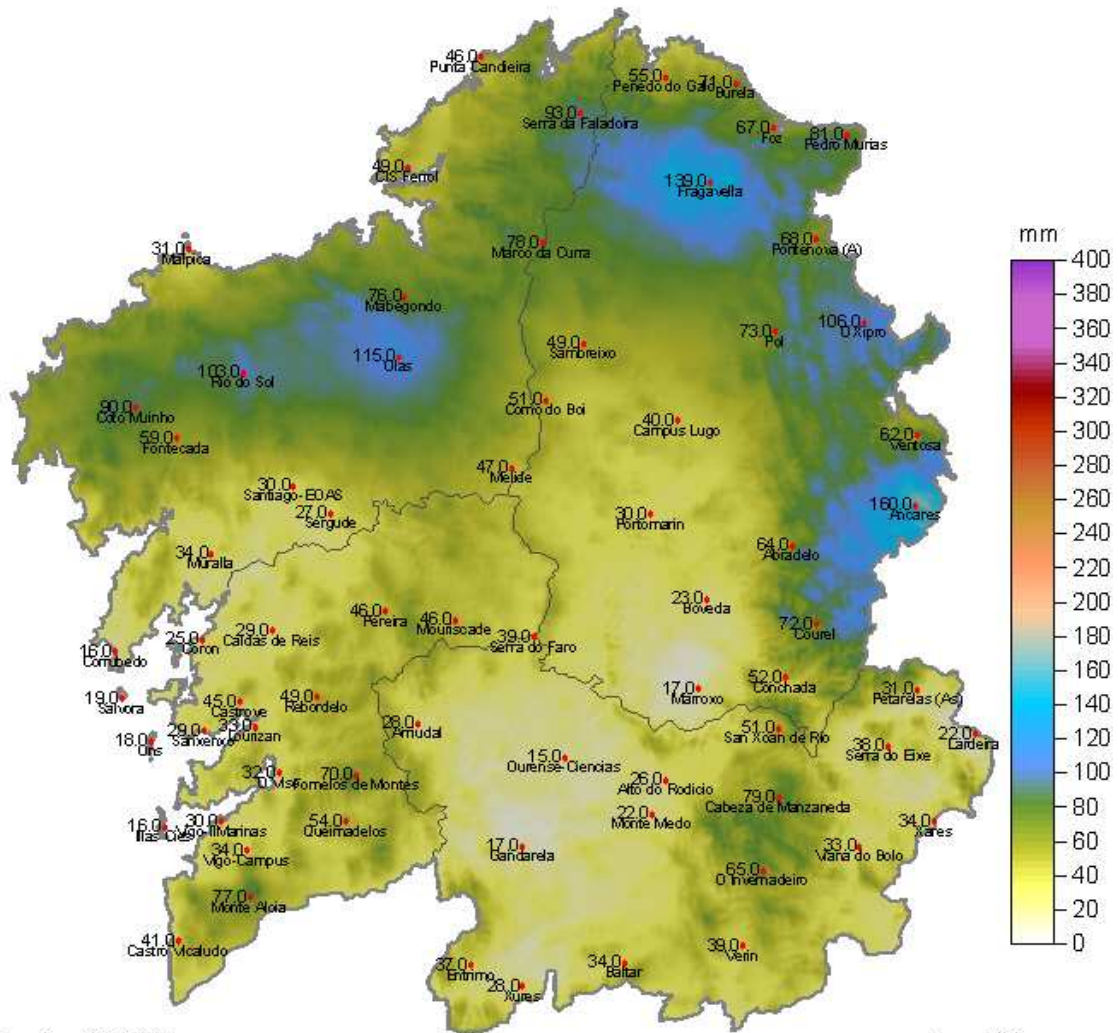 46.0
Punta Candieira
55.0
Penedo do Galo
71.0
Burela
93.0
Serra da Faladoira
67.0
Foz
81.0
Pedro Murias
49.0
CIS Ferrol
139.0
Fragavella
31.0
Malpica
78.0
Marco da Curra
68.0
Pontenova (A)
mm
400
380
360
340
320
300
280
260
240
220
200
180
160
140
120
100
80
60
40
20
0
76.0
Mabegondo
106.0
O Xipro
73.0
Pol
49.0
Sambreixo
115.0
Olas
103.0
Rio do Sol
90.0
Coto Muinho
51.0
Corno do Boi
40.0
Campus Lugo
59.0
Fontecada
62.0
Ventosa
47.0
Melide
30.0
Santiago-EOAS
27.0
Sergude
30.0
Portomarin
160.0
Ancares
34.0
Muralla
64.0
Abradelo
23.0
Boveda
46.0
Pereira
46.0
Mouriscade
72.0
Courel
29.0
Caldas de Reis
25.0
Coron
39.0
Serra do Faro
16.0
Corrubedo
52.0
Conchada
17.0
Marroxo
31.0
Petarelas (As)
19.0
Salvora
45.0
Castrove
49.0
Rebordelo
28.0
Amiudal
33.0
Lourizan
29.0
Sanxenxo
18.0
Ons
51.0
San Xoan de Rio
22.0
Lardeira
38.0
Serra do Eixe
15.0
Ourense-Ciencias
32.0
70.0
Fornelos de Montes
26.0
Alto do Rodicio
79.0
Cabeza de Manzaneda
22.0
Monte Medo
16.0
Illas Cies
30.0
Marinas
54.0
Queimadelos
34.0
Xares
34.0
Vigo-Campus
17.0
Gandarela
33.0
Viana do Bolo
65.0
O Invernadeiro
77.0
Monte Aloia
41.0
Castro Vicaludo
39.0
Verin
37.0
Entrimo
34.0
Baltar
28.0
Xures